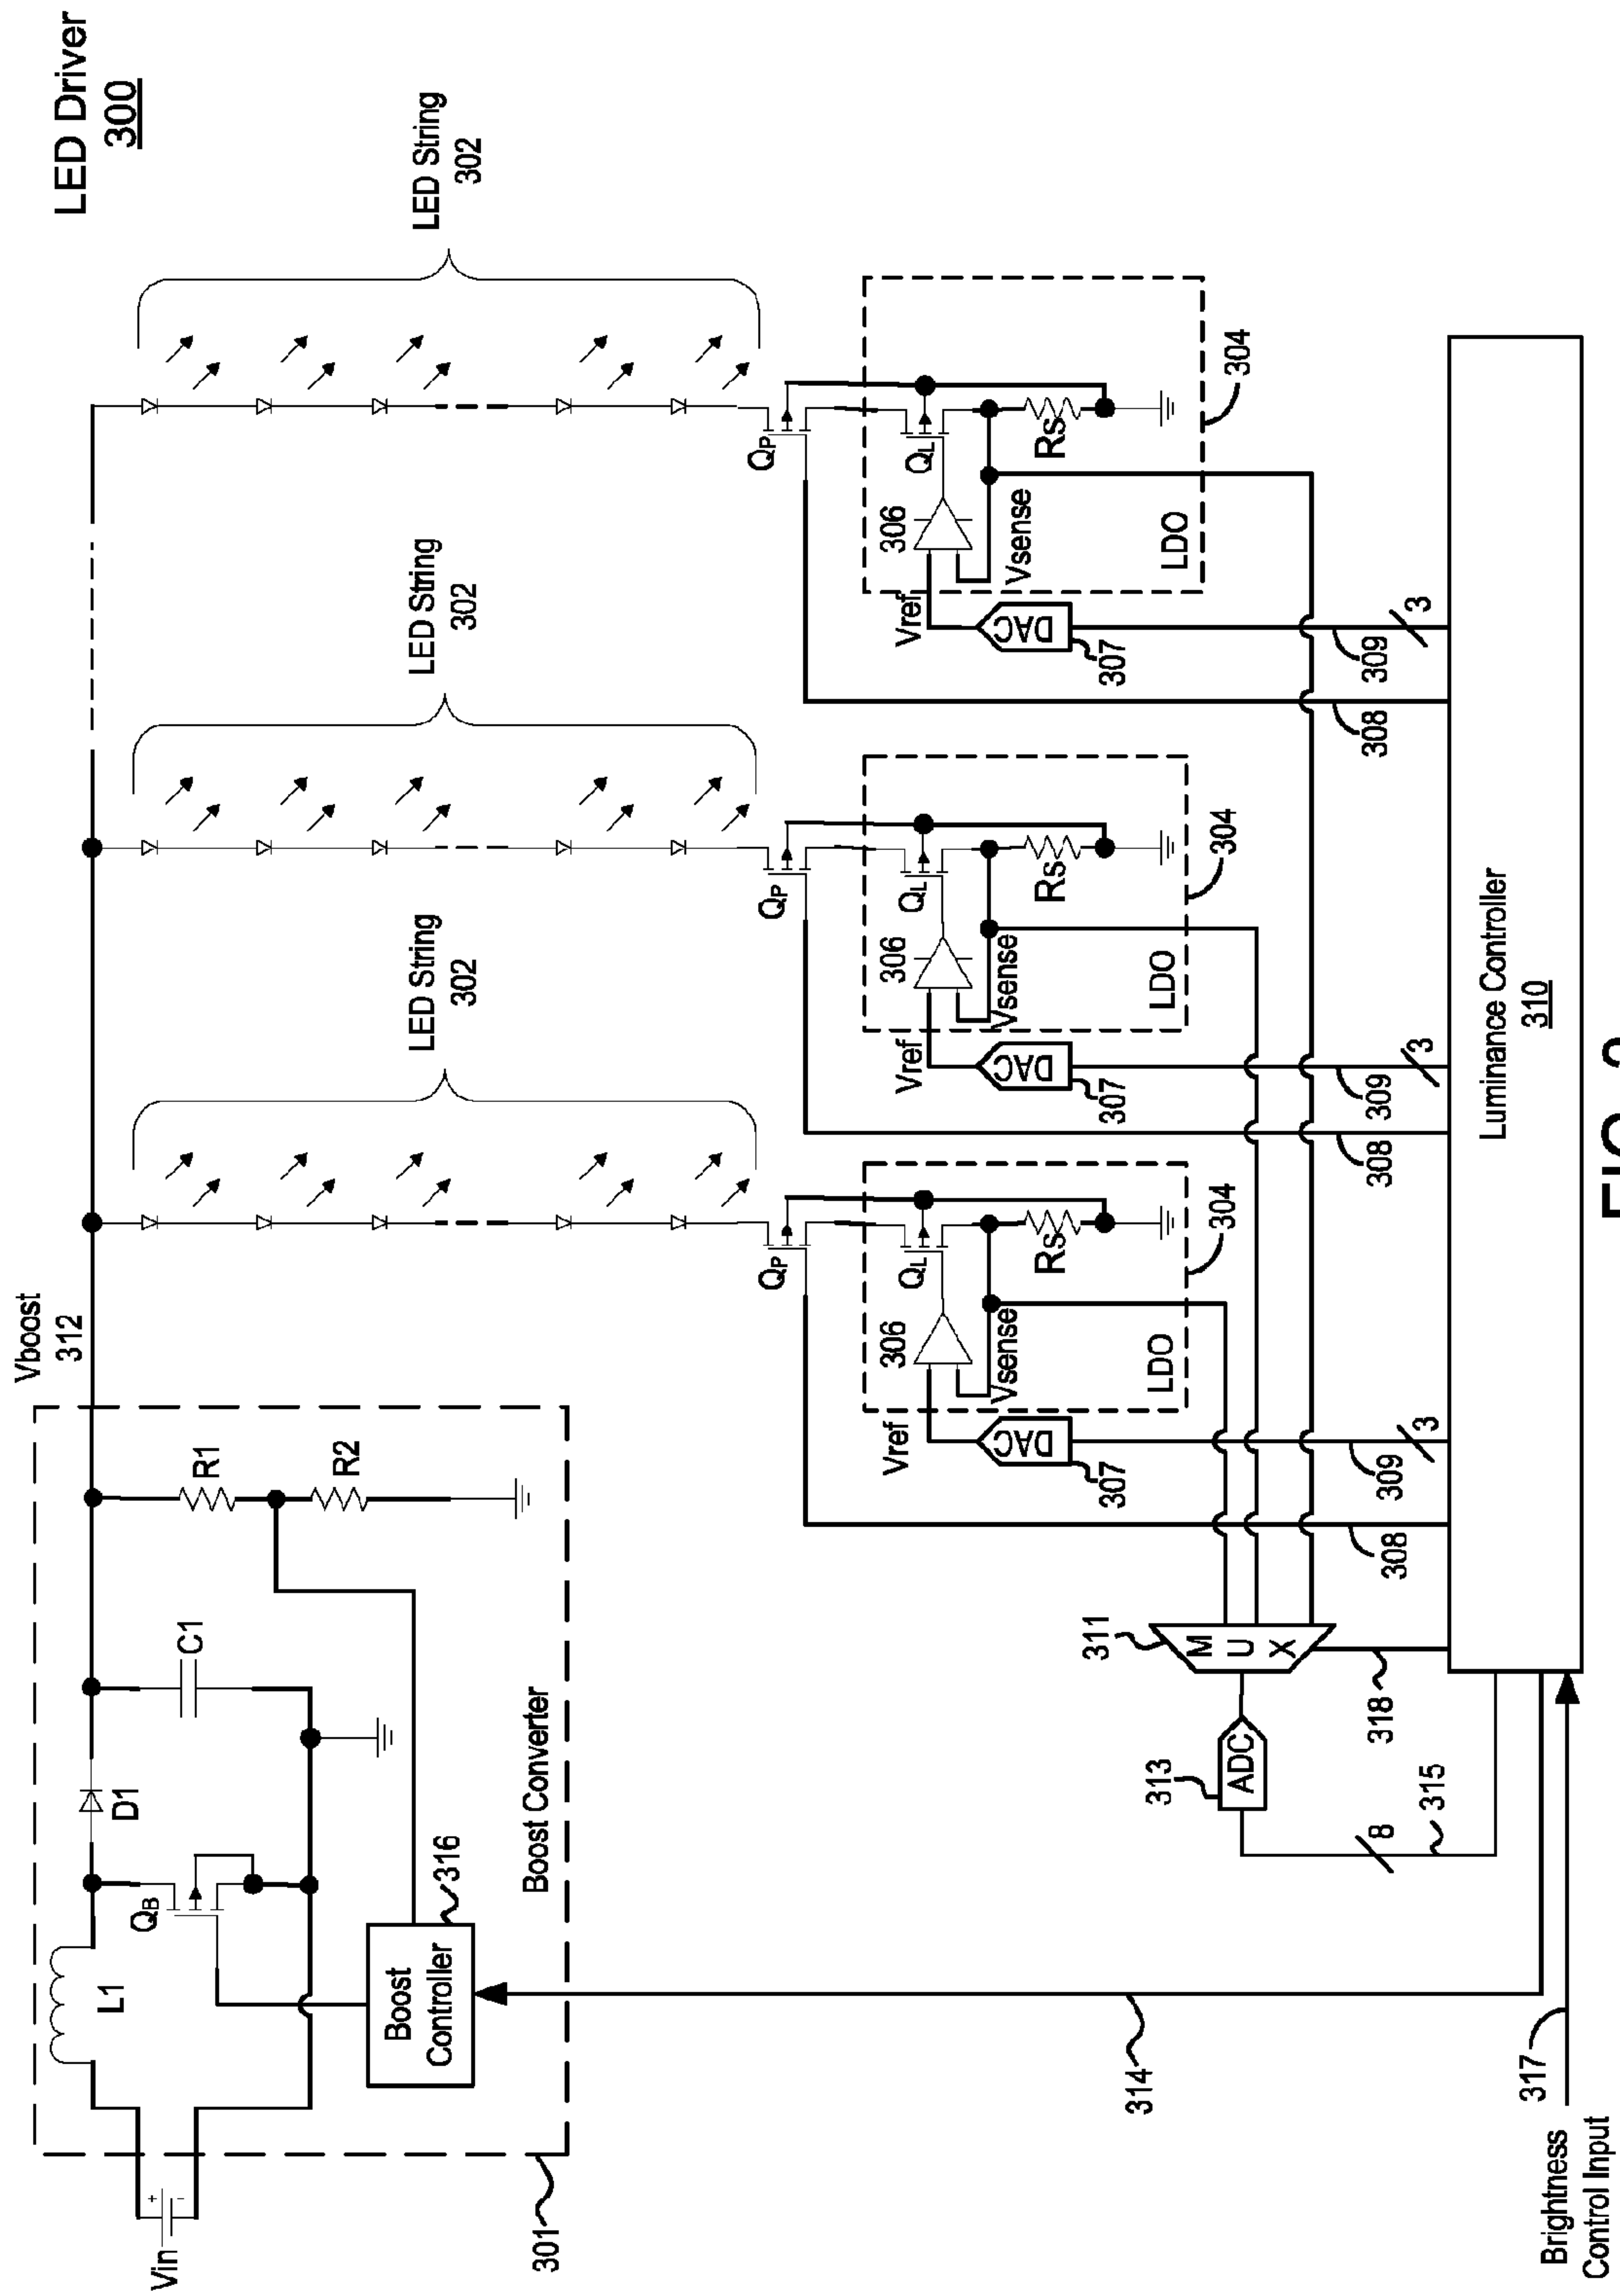 LED Driver
300
Vboost
312
Vin
L1
QB
D1
C1
R1
R2
Boost
Controller
316
Boost Converter
301
LED String
302
LED String
302
LED String
302
QP
QP
QP
306
QL
Vref
Vsense
Rs
DAC
307
LDO
304
306
QL
Vref
Vsense
Rs
DAC
307
LDO
304
306
QL
Vref
Vsense
Rs
DAC
307
LDO
304
311
MUX
313
ADC
8
315
318
314
308
309
3
308
309
3
308
309
3
317
Brightness
Control Input
Luminance Controller
310